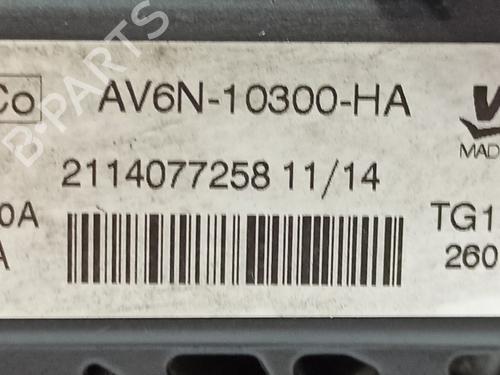 Co AV6N-10300-HA
MAD
2114077258 11/14
0A TG1
A 260
B-PARTS